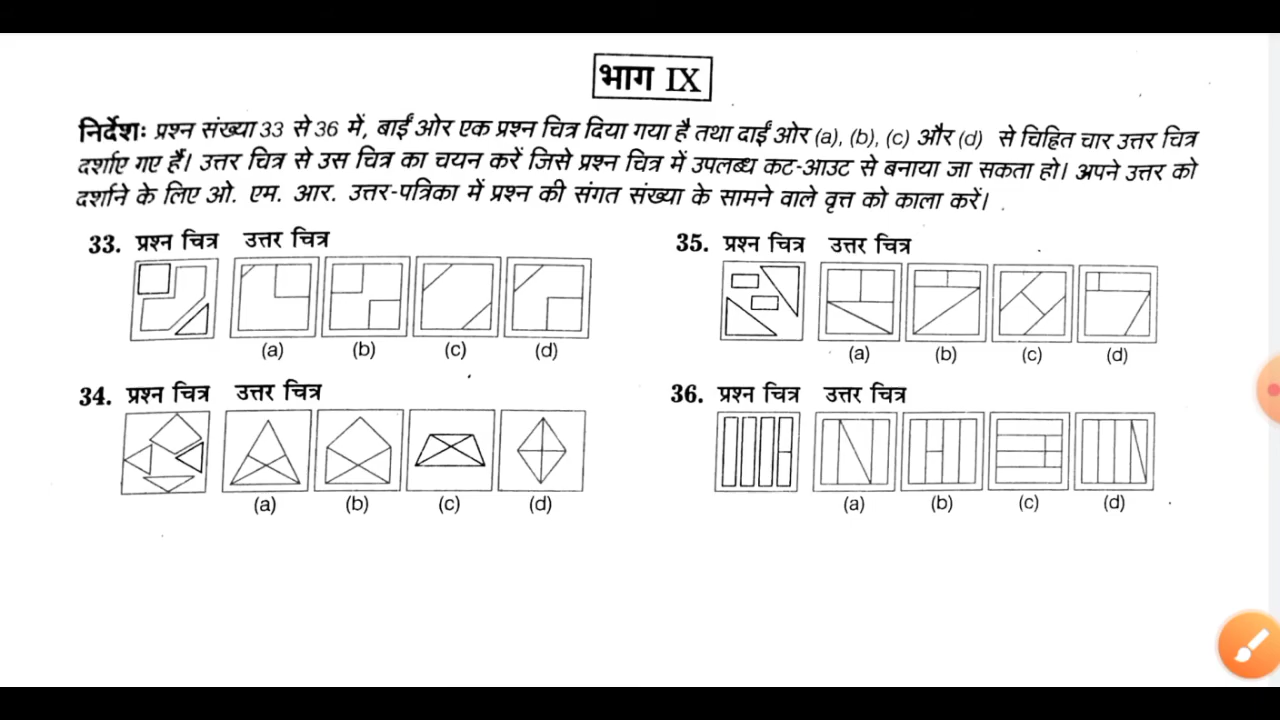 भाग IX
निर्देशः प्रश्न संख्या 33 से 36 में, बाईं ओर एक प्रश्न चित्र दिया गया है तथा दाईं ओर (a), (b), (c) और (d) से चिह्नित चार उत्तर चित्र
दर्शाए गए हैं। उत्तर चित्र से उस चित्र का चयन करें जिसे प्रश्न चित्र में उपलब्ध कट-आउट से बनाया जा सकता हो। अपने उत्तर को
दर्शाने के लिए ओ. एम. आर. उत्तर-पत्रिका में प्रश्न की संगत संख्या के सामने वाले वृत्त को काला करें।
33. प्रश्न चित्र उत्तर चित्र
(a) (b) (c) (d)
34. प्रश्न चित्र उत्तर चित्र
(a) (b) (c) (d)
35. प्रश्न चित्र उत्तर चित्र
(a) (b) (c) (d)
36. प्रश्न चित्र उत्तर चित्र
(a) (b) (c) (d)